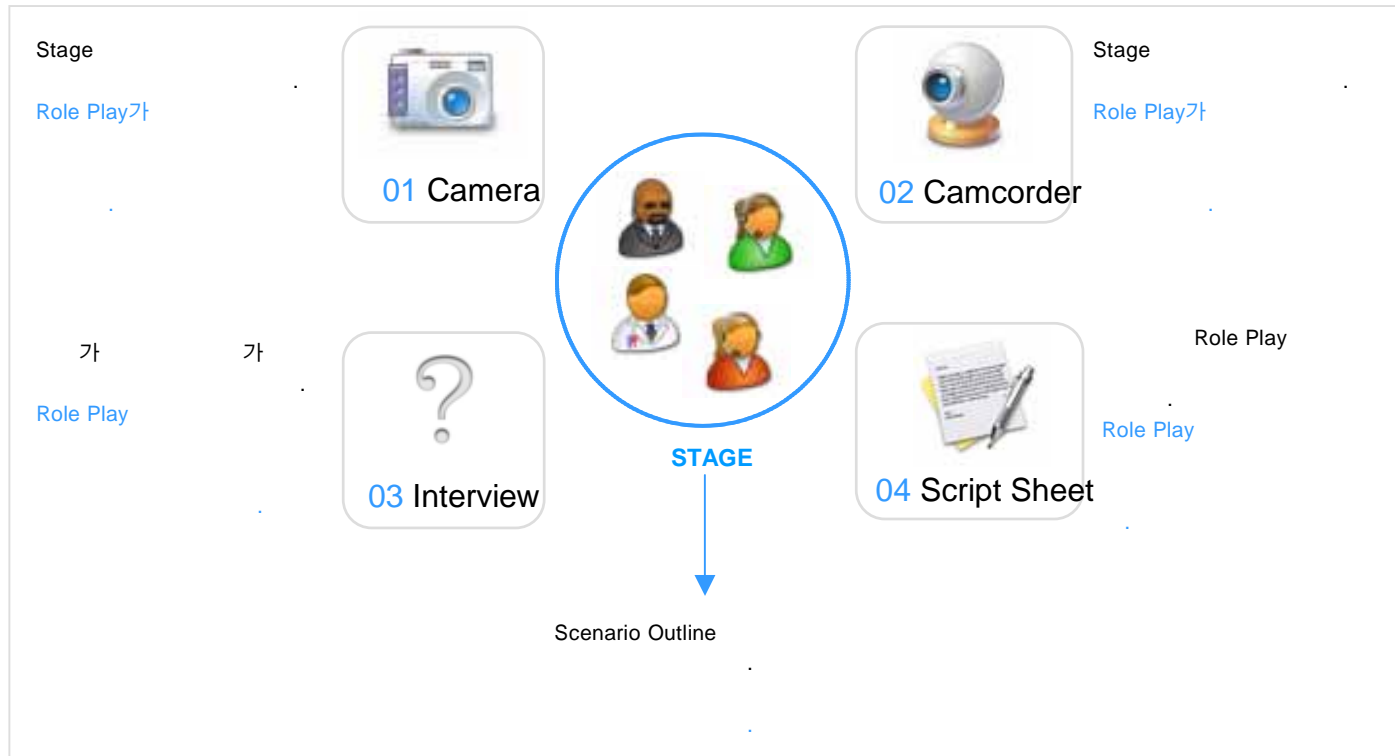 Stage
.
Role Play가
.
01 Camera
02 Camcorder
Stage
.
Role Play가
.
가 가
.
Role Play
.
03 Interview
STAGE
04 Script Sheet
Role Play
.
Role Play
.
Scenario Outline
.
.